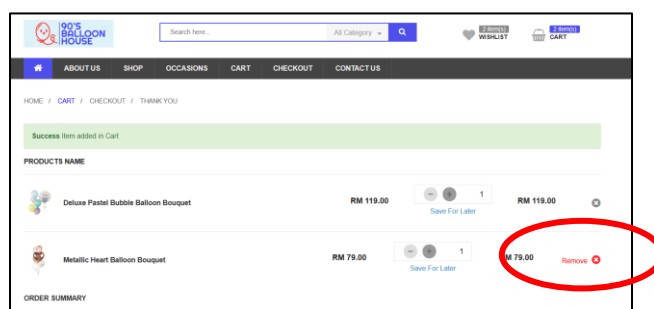 90'S
BALLOON
HOUSE
Search here...
All Category
2 item(s)
WISHLIST
2 item(s)
CART
ABOUT US SHOP OCCASIONS CART CHECKOUT CONTACT US
HOME / CART / CHECKOUT / THANK YOU
Success Item added in Cart
PRODUCTS NAME
Deluxe Pastel Bubble Balloon Bouquet RM 119.00 1 RM 119.00
Save For Later
Metallic Heart Balloon Bouquet RM 79.00 1 M 79.00 Remove
Save For Later
ORDER SUMMARY